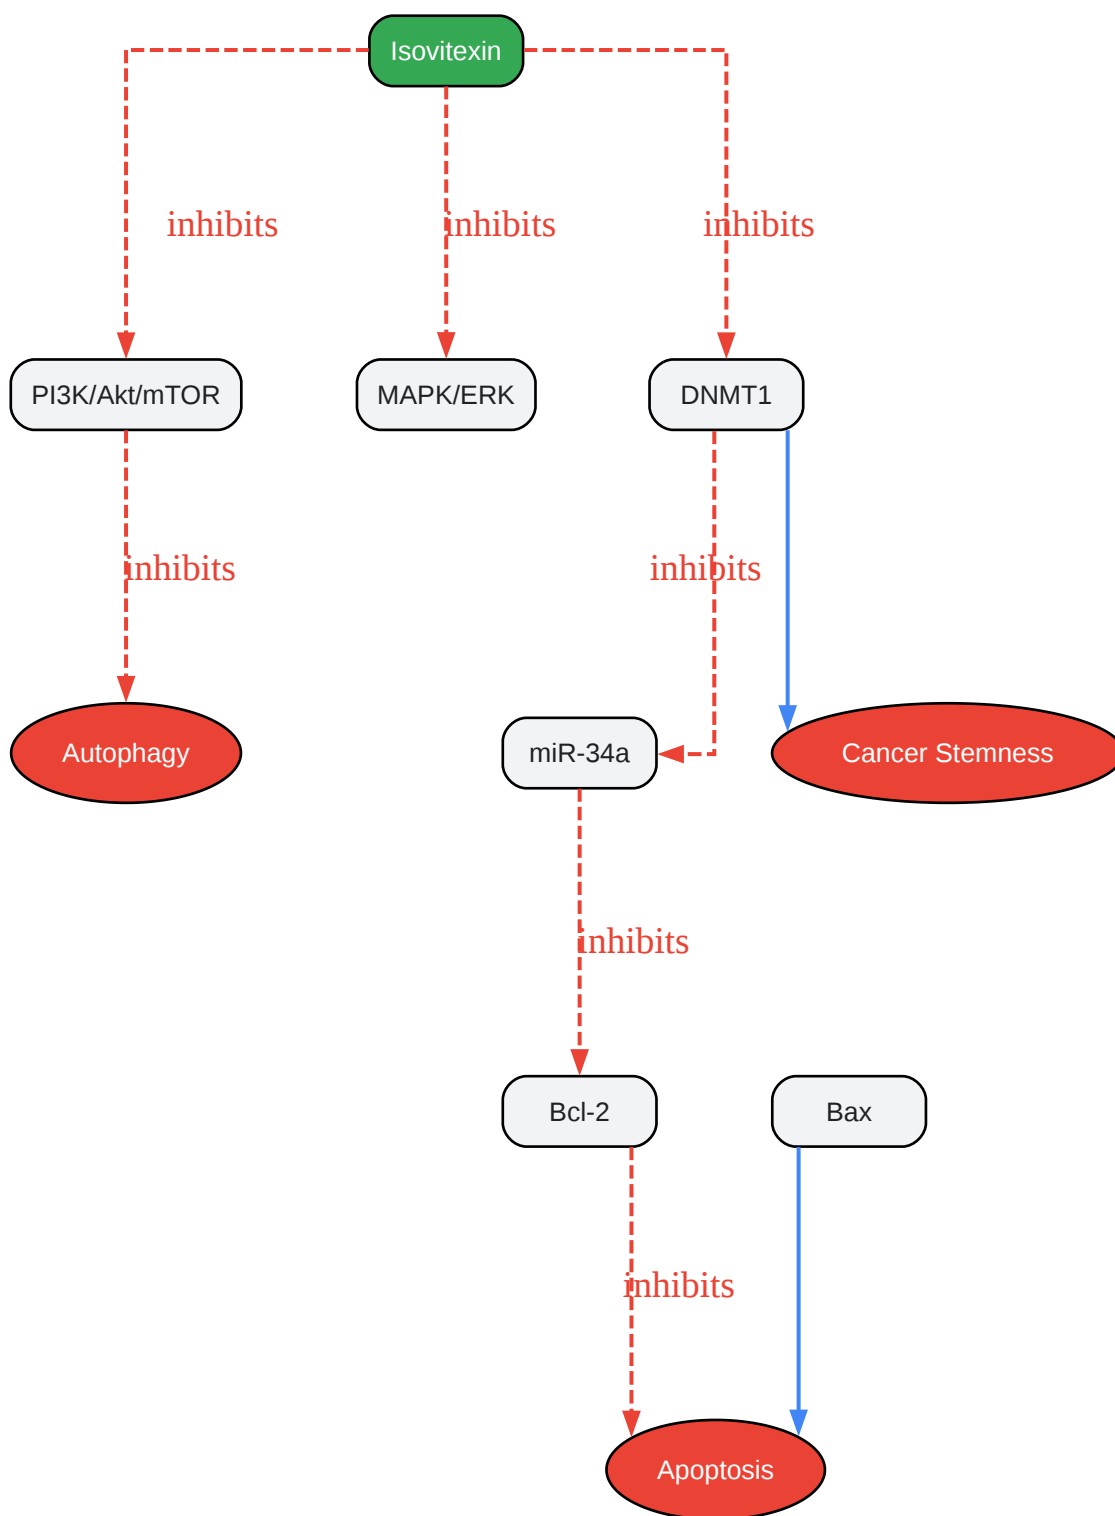 Isovitexin
inhibits
inhibits
inhibits
PI3K/Akt/mTOR
MAPK/ERK
DNMT1
inhibits
inhibits
Autophagy
miR-34a
Cancer Stemness
inhibits
Bcl-2
Bax
inhibits
Apoptosis